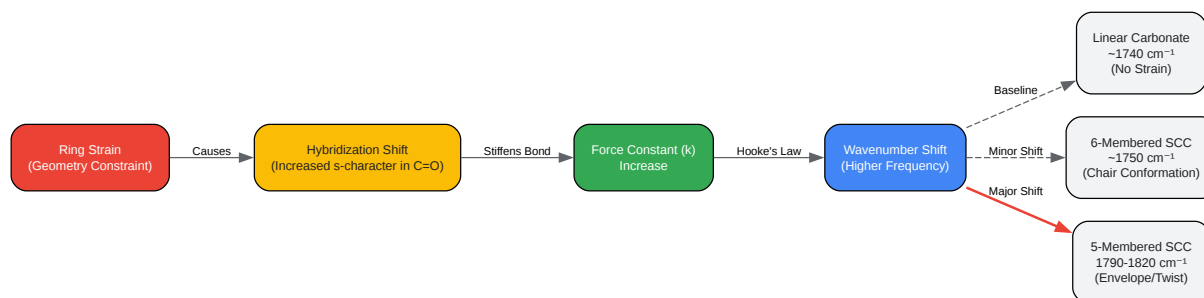 Ring Strain
(Geometry Constraint)
Causes
Hybridization Shift
(Increased s-character in C=O)
Stiffens Bond
Force Constant (k)
Increase
Hooke's Law
Wavenumber Shift
(Higher Frequency)
Baseline
Linear Carbonate
~1740 cm⁻¹
(No Strain)
Minor Shift
6-Membered SCC
~1750 cm⁻¹
(Chair Conformation)
Major Shift
5-Membered SCC
1790-1820 cm⁻¹
(Envelope/Twist)